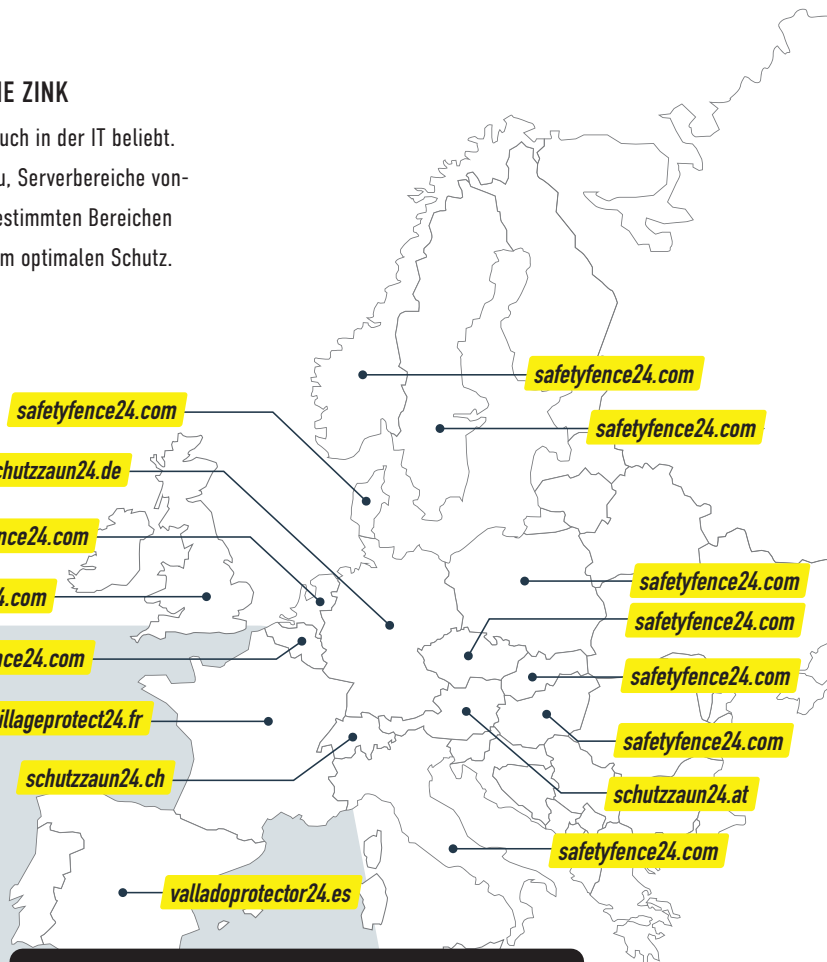 NE ZINK
uch in der IT beliebt.
u, Serverbereiche von-
estimmten Bereichen
m optimalen Schutz.
safetyfence24.com
safetyfence24.com
safetyfence24.com
chutzzaun24.de
nce24.com
4.com
safetyfence24.com
safetyfence24.com
nce24.com
safetyfence24.com
illageprotect24.fr
safetyfence24.com
schutzzaun24.ch
schutzzaun24.at
safetyfence24.com
valladoprotector24.es